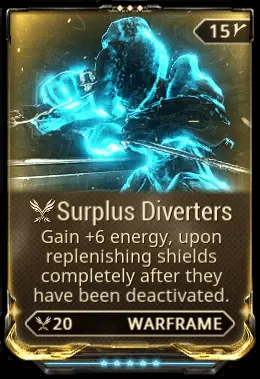 15
Surplus Diverters
Gain +6 energy, upon
replenishing shields
completely after they
have been deactivated.
20 WARFRAME